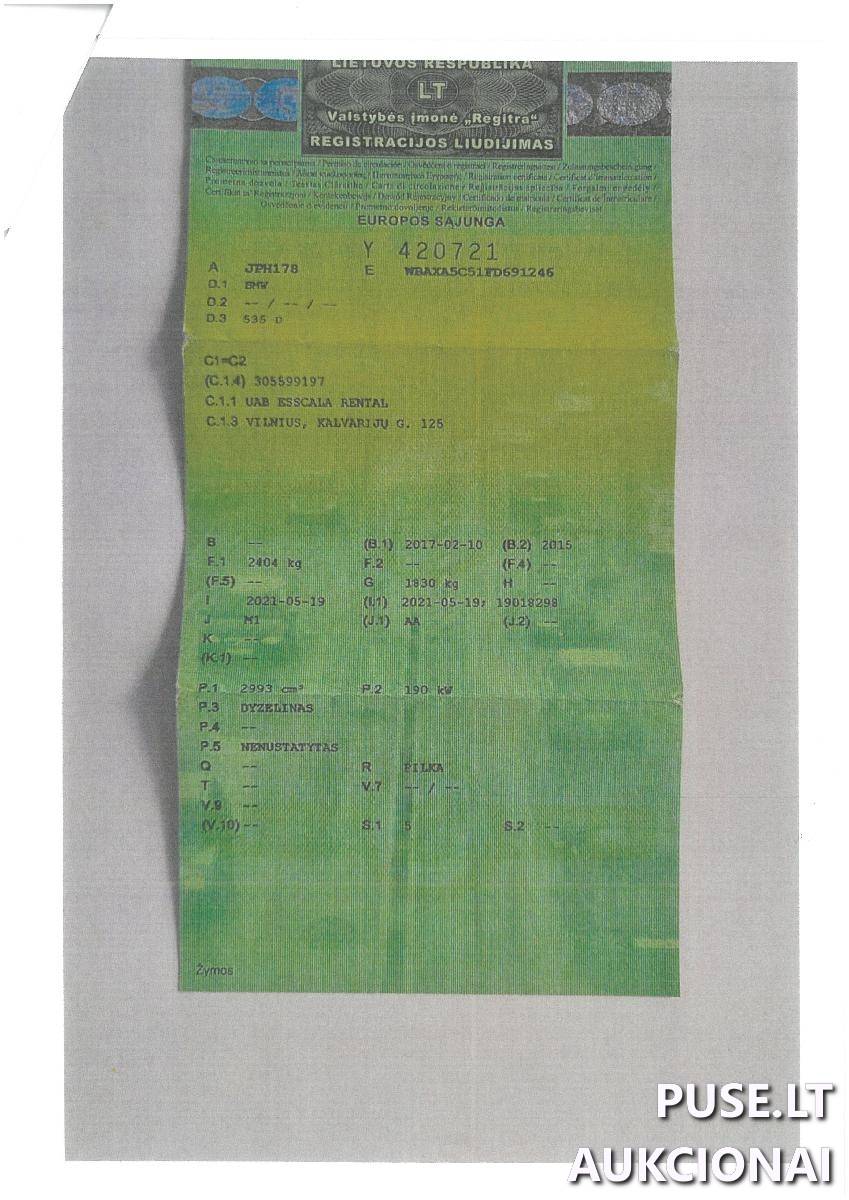 LIETUVOS RESPUBLIKA
LT
Valstybės įmonė „Regitra“
REGISTRACIJOS LIUDIJIMAS
EUROPOS SĄJUNGA
Y 420721
A JPH178 E WBAXA5C51FD691246
D.1 BMW
D.2 -- / -- / --
D.3 535 D
C1=C2
(C.1.4) 305599197
C.1.1 UAB ESSCALA RENTAL
C.1.3 VILNIUS, KALVARIJŲ G. 125
B -- (B.1) 2017-02-10 (B.2) 2015
F.1 2404 kg F.2 -- (F.4) --
(F.5) -- G 1830 kg H --
I 2021-05-19 (I.1) 2021-05-19; 19018298
J M1 (J.1) AA (J.2) --
K --
(K.1) --
P.1 2993 cm³ P.2 190 kW
P.3 DYZELINAS
P.4 --
P.5 NENUSTATYTAS
Q -- R PILKA
T -- V.7 -- / --
V.9 --
(V.10) -- S.1 5 S.2 --
Žymos
PUSE.LT
AUKCIONAI